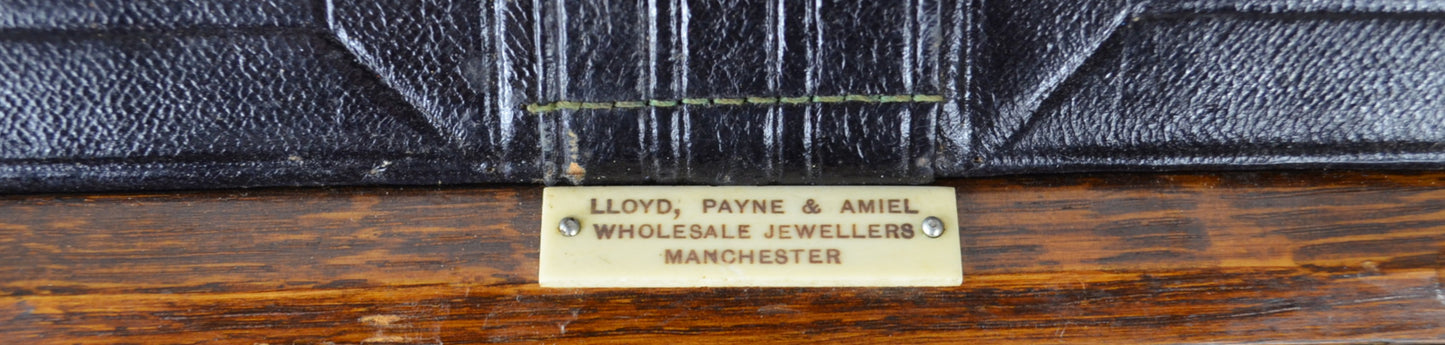 LLOYD, PAYNE & AMIEL
WHOLESALE JEWELLERS
MANCHESTER